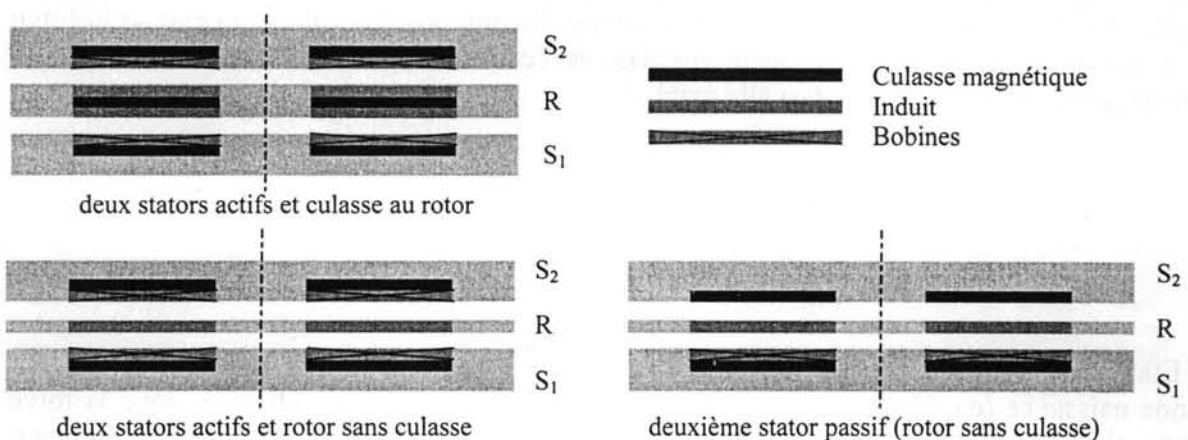 S₂
R
S₁
Culasse magnétique
Induit
Bobines
deux stators actifs et culasse au rotor
S₂
R
S₁
deux stators actifs et rotor sans culasse
S₂
R
S₁
deuxième stator passif (rotor sans culasse)